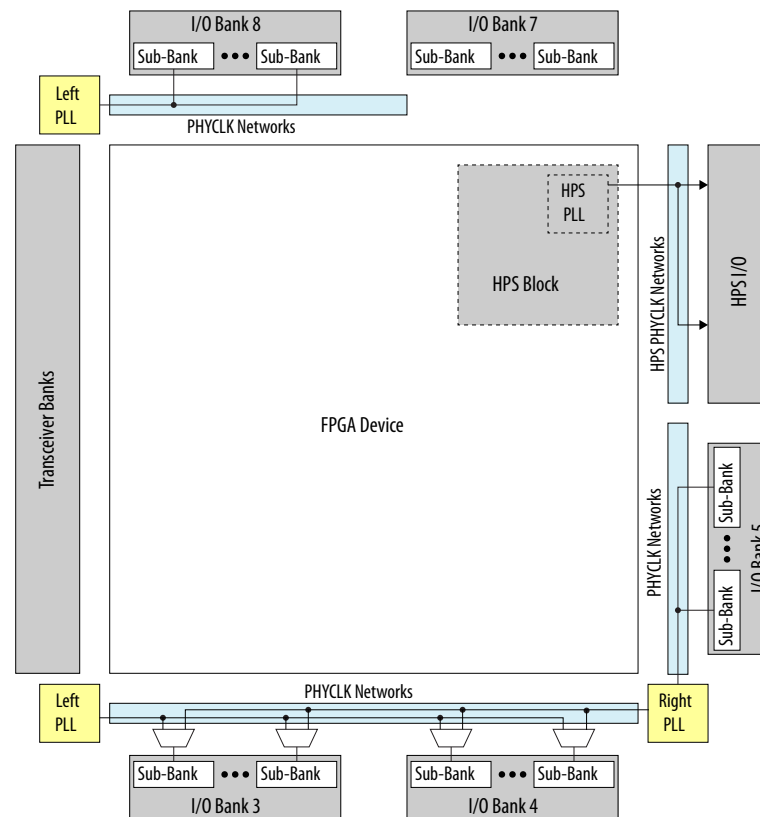 I/O Bank 8
Sub-Bank
Sub-Bank
I/O Bank 7
Sub-Bank
Sub-Bank
Left
PLL
PHYCLK Networks
Transceiver Banks
HPS
PLL
HPS Block
HPS PHYCLK Networks
HPS I/O
FPGA Device
PHYCLK Networks
Sub-Bank
Sub-Bank
I/O Bank 5
Left
PLL
PHYCLK Networks
Right
PLL
Sub-Bank
Sub-Bank
I/O Bank 3
Sub-Bank
Sub-Bank
I/O Bank 4